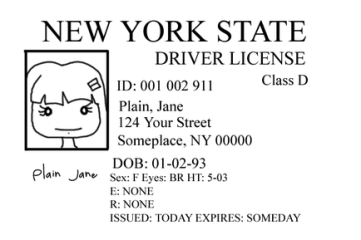 NEW YORK STATE
DRIVER LICENSE
ID: 001 002 911 Class D
Plain, Jane
124 Your Street
Someplace, NY 00000
DOB: 01-02-93
Plain Jane
Sex: F Eyes: BR HT: 5-03
E: NONE
R: NONE
ISSUED: TODAY EXPIRES: SOMEDAY